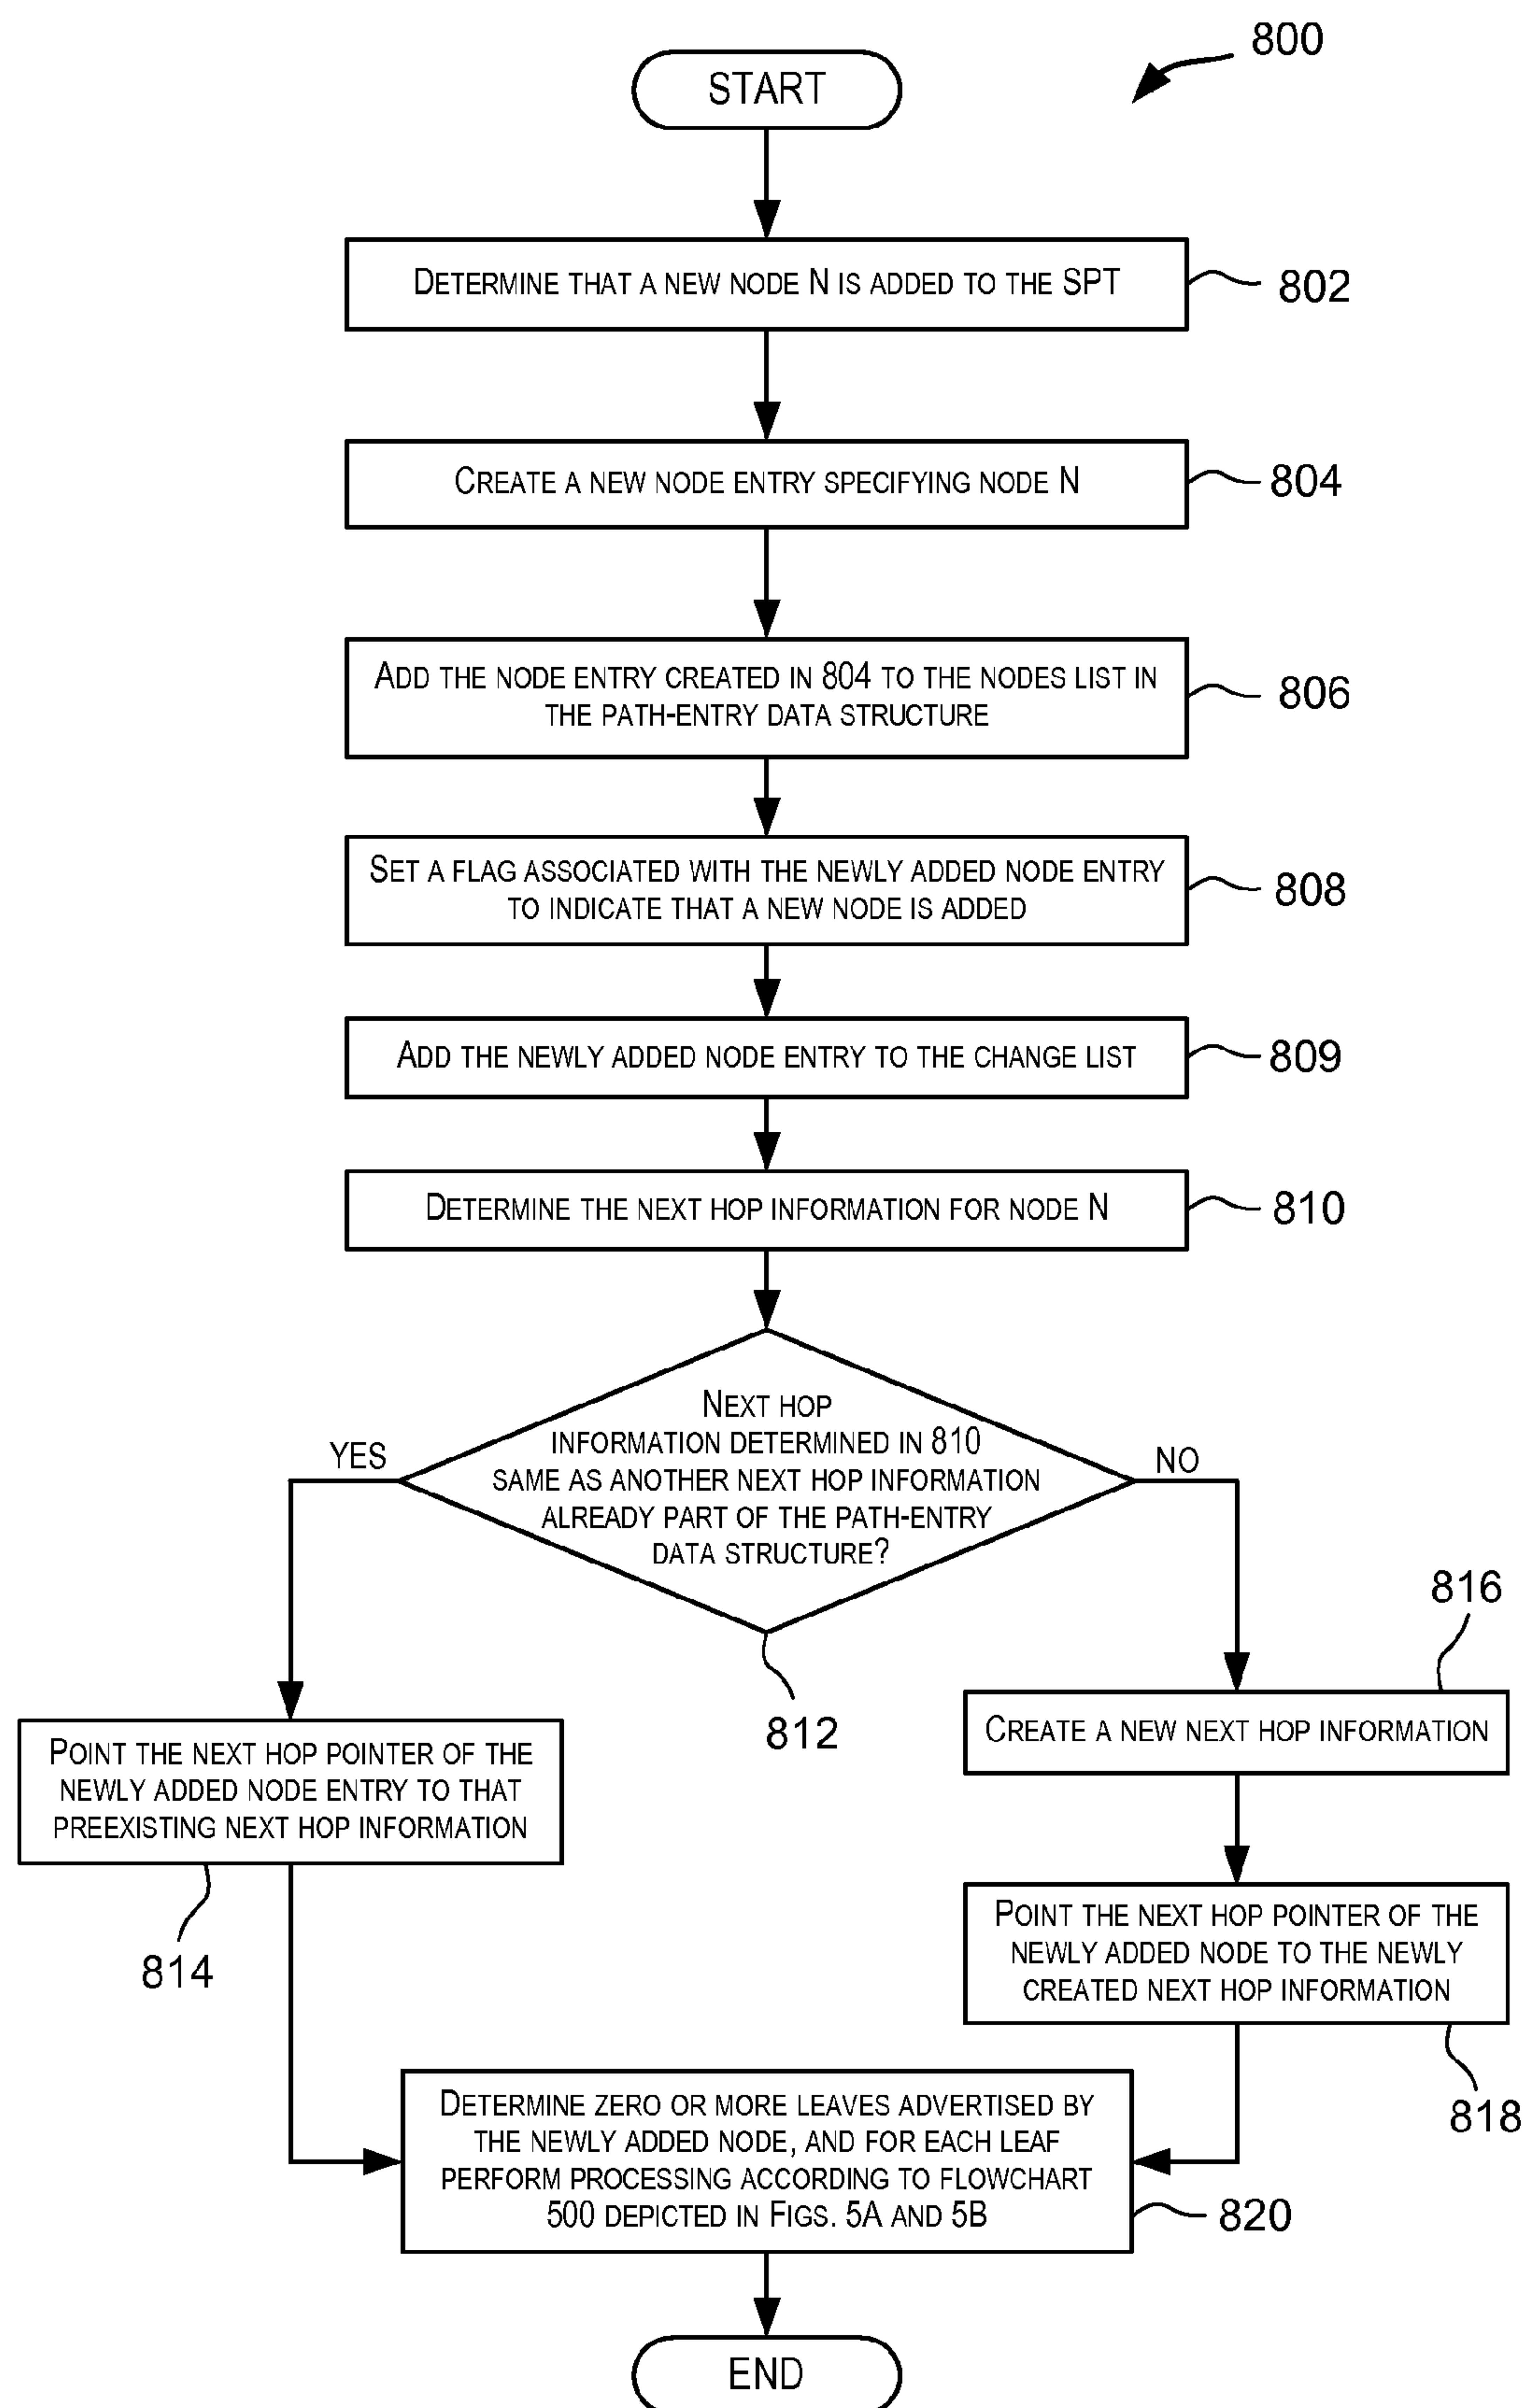 800
START
DETERMINE THAT A NEW NODE N IS ADDED TO THE SPT
802
CREATE A NEW NODE ENTRY SPECIFYING NODE N
804
ADD THE NODE ENTRY CREATED IN 804 TO THE NODES LIST IN
THE PATH-ENTRY DATA STRUCTURE
806
SET A FLAG ASSOCIATED WITH THE NEWLY ADDED NODE ENTRY
TO INDICATE THAT A NEW NODE IS ADDED
808
ADD THE NEWLY ADDED NODE ENTRY TO THE CHANGE LIST
809
DETERMINE THE NEXT HOP INFORMATION FOR NODE N
810
NEXT HOP
INFORMATION DETERMINED IN 810
SAME AS ANOTHER NEXT HOP INFORMATION
ALREADY PART OF THE PATH-ENTRY
DATA STRUCTURE?
YES
NO
812
816
CREATE A NEW NEXT HOP INFORMATION
POINT THE NEXT HOP POINTER OF THE
NEWLY ADDED NODE ENTRY TO THAT
PREEXISTING NEXT HOP INFORMATION
814
POINT THE NEXT HOP POINTER OF THE
NEWLY ADDED NODE TO THE NEWLY
CREATED NEXT HOP INFORMATION
818
DETERMINE ZERO OR MORE LEAVES ADVERTISED BY
THE NEWLY ADDED NODE, AND FOR EACH LEAF
PERFORM PROCESSING ACCORDING TO FLOWCHART
500 DEPICTED IN FIGS. 5A AND 5B
820
END